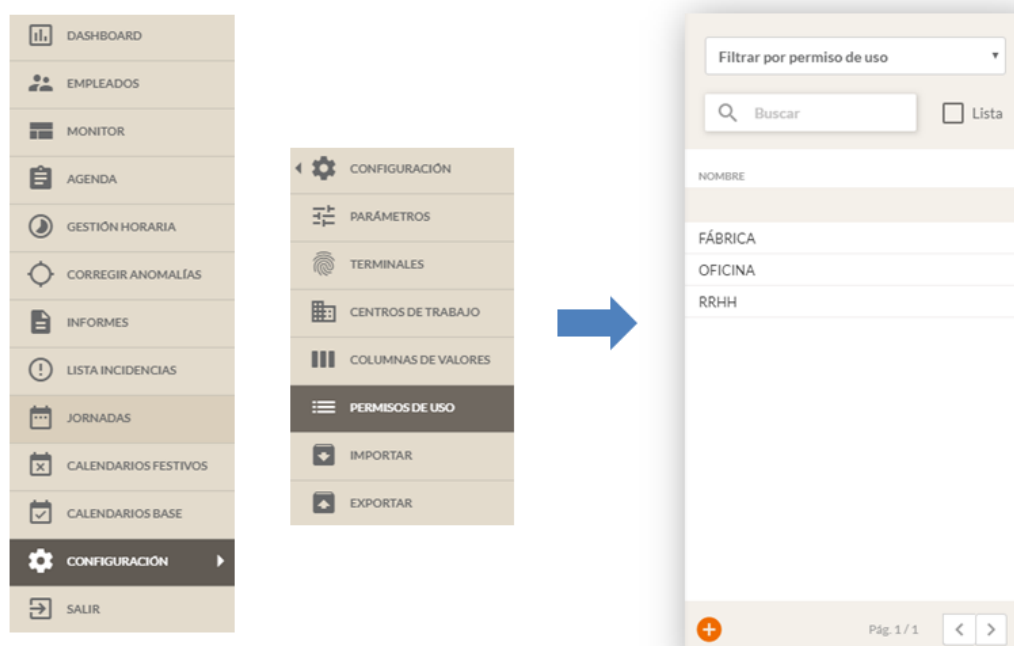 DASHBOARD
EMPLEADOS
MONITOR
AGENDA
GESTIÓN HORARIA
CORREGIR ANOMALÍAS
INFORMES
LISTA INCIDENCIAS
JORNADAS
CALENDARIOS FESTIVOS
CALENDARIOS BASE
CONFIGURACIÓN
SALIR
CONFIGURACIÓN
PARÁMETROS
TERMINALES
CENTROS DE TRABAJO
COLUMNAS DE VALORES
PERMISOS DE USO
IMPORTAR
EXPORTAR
Filtrar por permiso de uso
Buscar Lista
NOMBRE
FÁBRICA
OFICINA
RRHH
Pág. 1 / 1